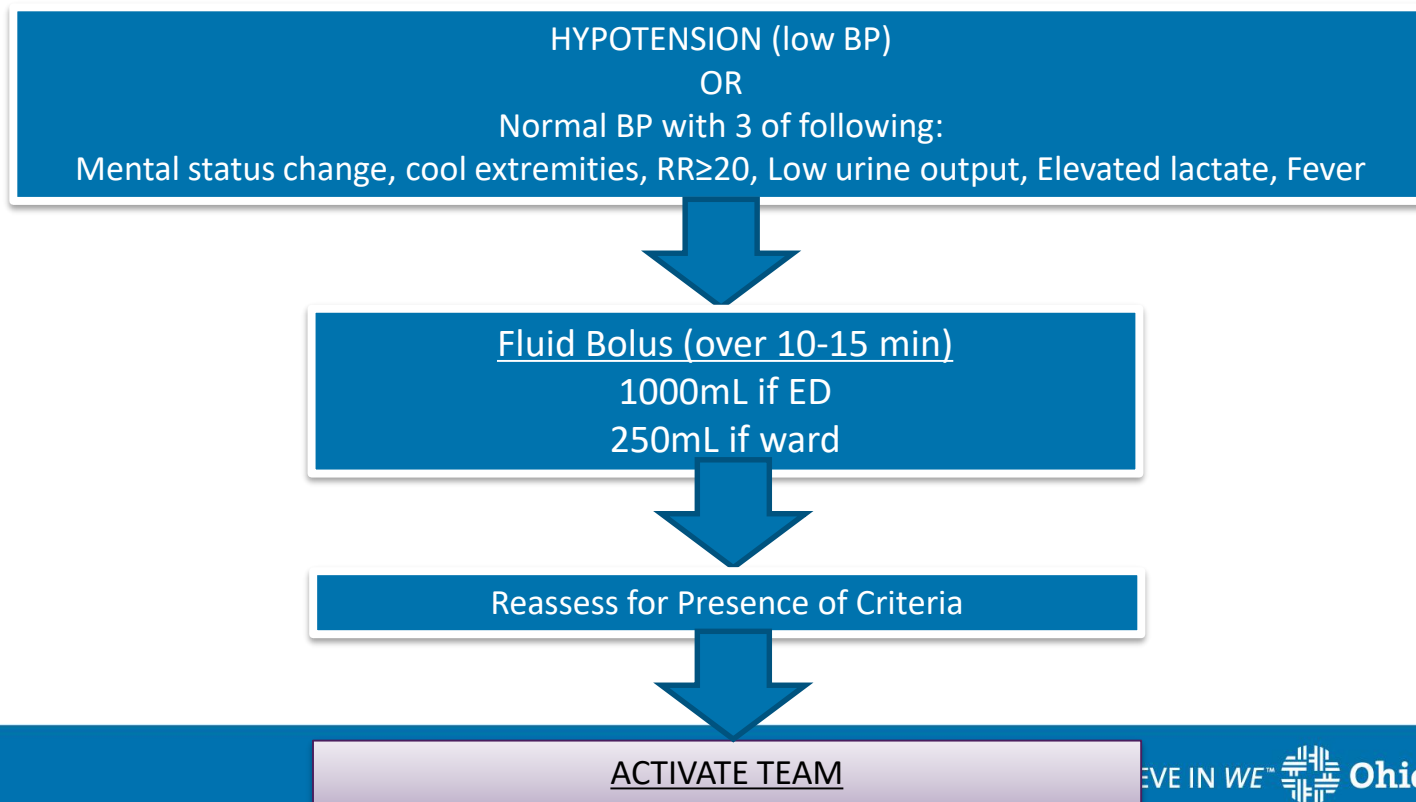 HYPOTENSION (low BP)
OR
Normal BP with 3 of following:
Mental status change, cool extremities, RR≥20, Low urine output, Elevated lactate, Fever
Fluid Bolus (over 10-15 min)
1000mL if ED
250mL if ward
Reassess for Presence of Criteria
ACTIVATE TEAM
EVE IN WE™